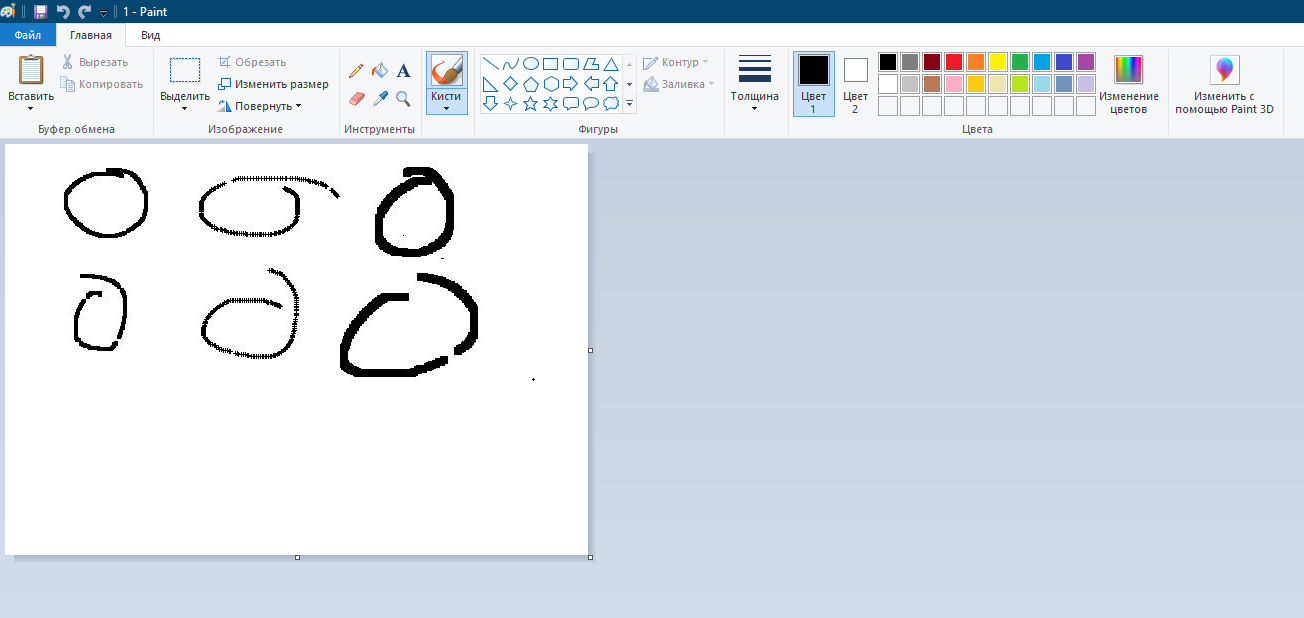 1 - Paint
Файл Главная Вид
Вставить
Вырезать
Копировать
Буфер обмена
Выделить
Обрезать
Изменить размер
Повернуть
Изображение
A
Инструменты
Кисти
Контур
Заливка
Фигуры
Толщина
Цвет
1
Цвет
2
Изменение
цветов
Цвета
Изменить с
помощью Paint 3D